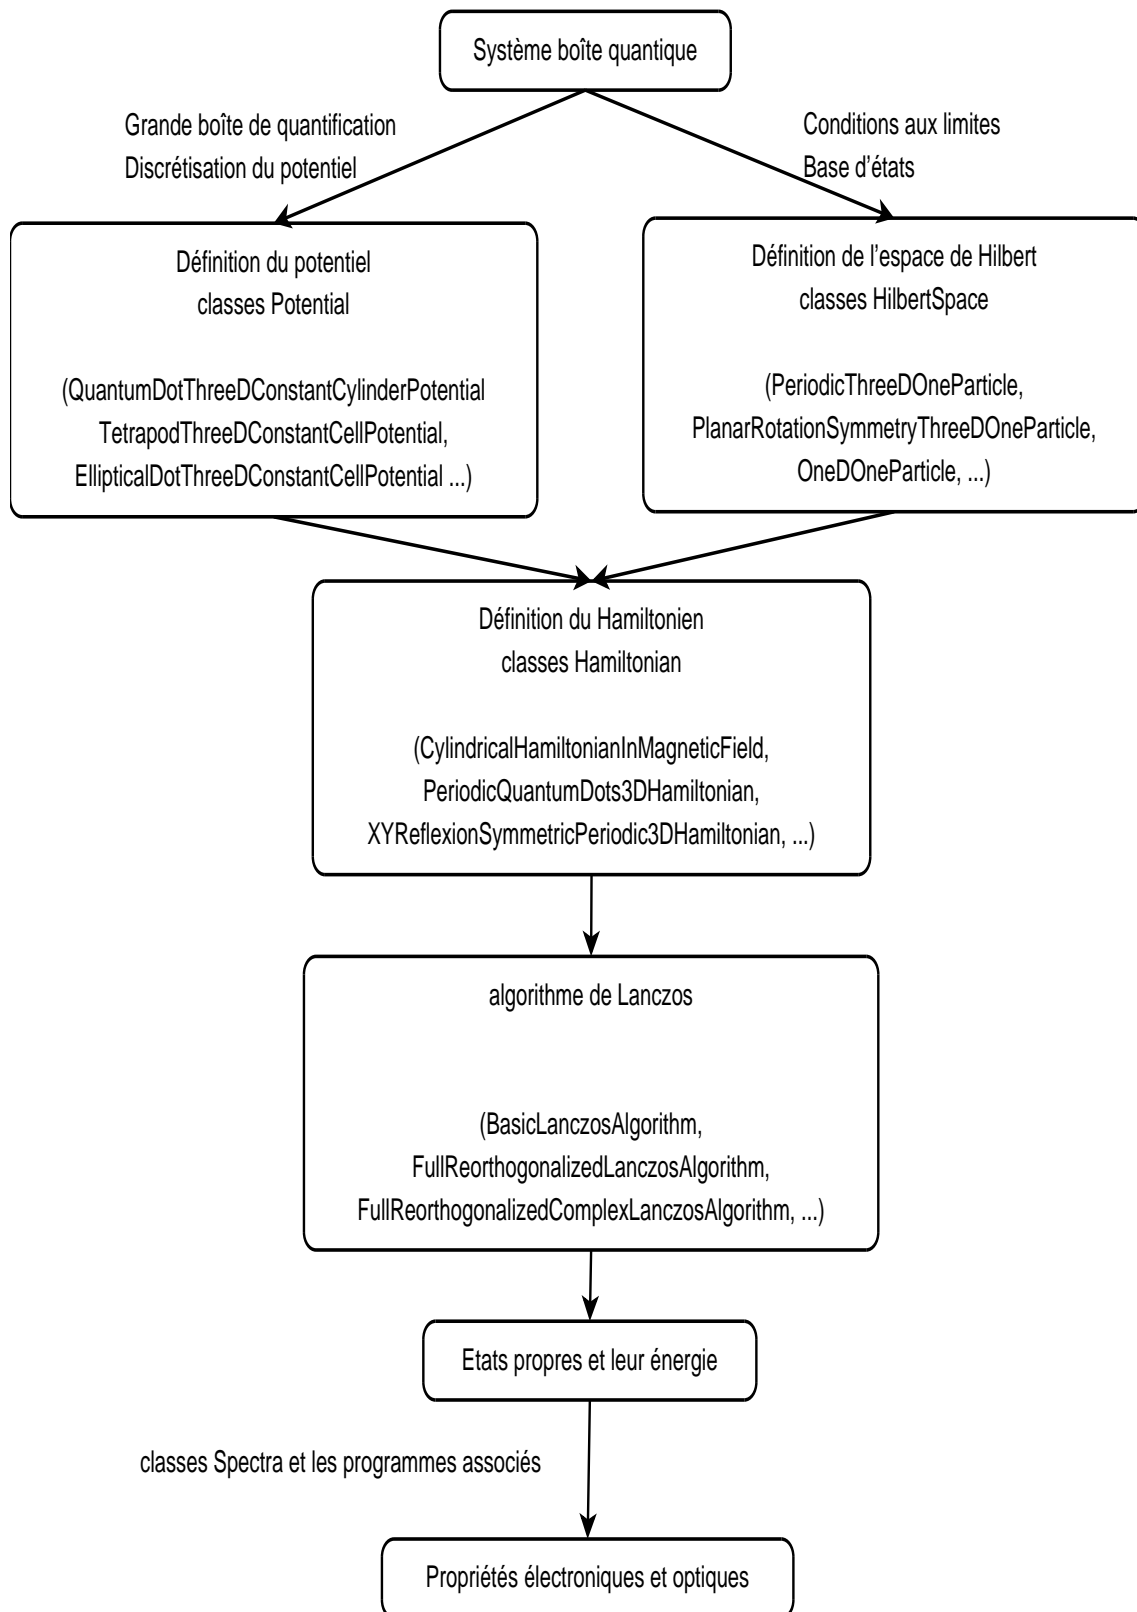 Système boîte quantique
Grande boîte de quantification
Discrétisation du potentiel
Conditions aux limites
Base d'états
Définition du potentiel
classes Potential
(QuantumDotThreeDConstantCylinderPotential
TetrapodThreeDConstantCellPotential,
EllipticalDotThreeDConstantCellPotential ...)
Définition de l'espace de Hilbert
classes HilbertSpace
(PeriodicThreeDOneParticle,
PlanarRotationSymmetryThreeDOneParticle,
OneDOneParticle, ...)
Définition du Hamiltonien
classes Hamiltonian
(CylindricalHamiltonianInMagneticField,
PeriodicQuantumDots3DHamiltonian,
XYReflexionSymmetricPeriodic3DHamiltonian, ...)
algorithme de Lanczos
(BasicLanczosAlgorithm,
FullReorthogonalizedLanczosAlgorithm,
FullReorthogonalizedComplexLanczosAlgorithm, ...)
Etats propres et leur énergie
classes Spectra et les programmes associés
Propriétés électroniques et optiques